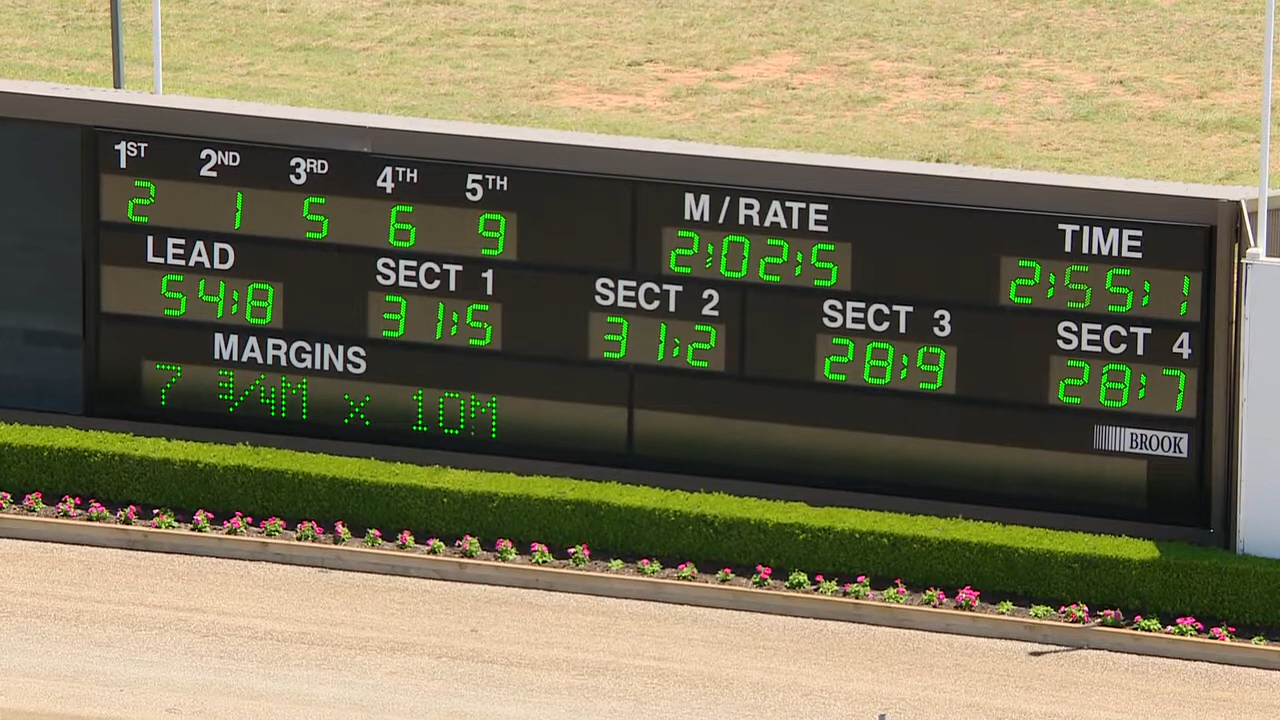 1ST 2ND 3RD 4TH 5TH
2 1 5 6 9
M/RATE
2:02:5
TIME
2:55:1
LEAD
54:8
SECT 1
31:5
SECT 2
31:2
SECT 3
28:9
SECT 4
28:7
MARGINS
7 ¾M x 10M
BROOK